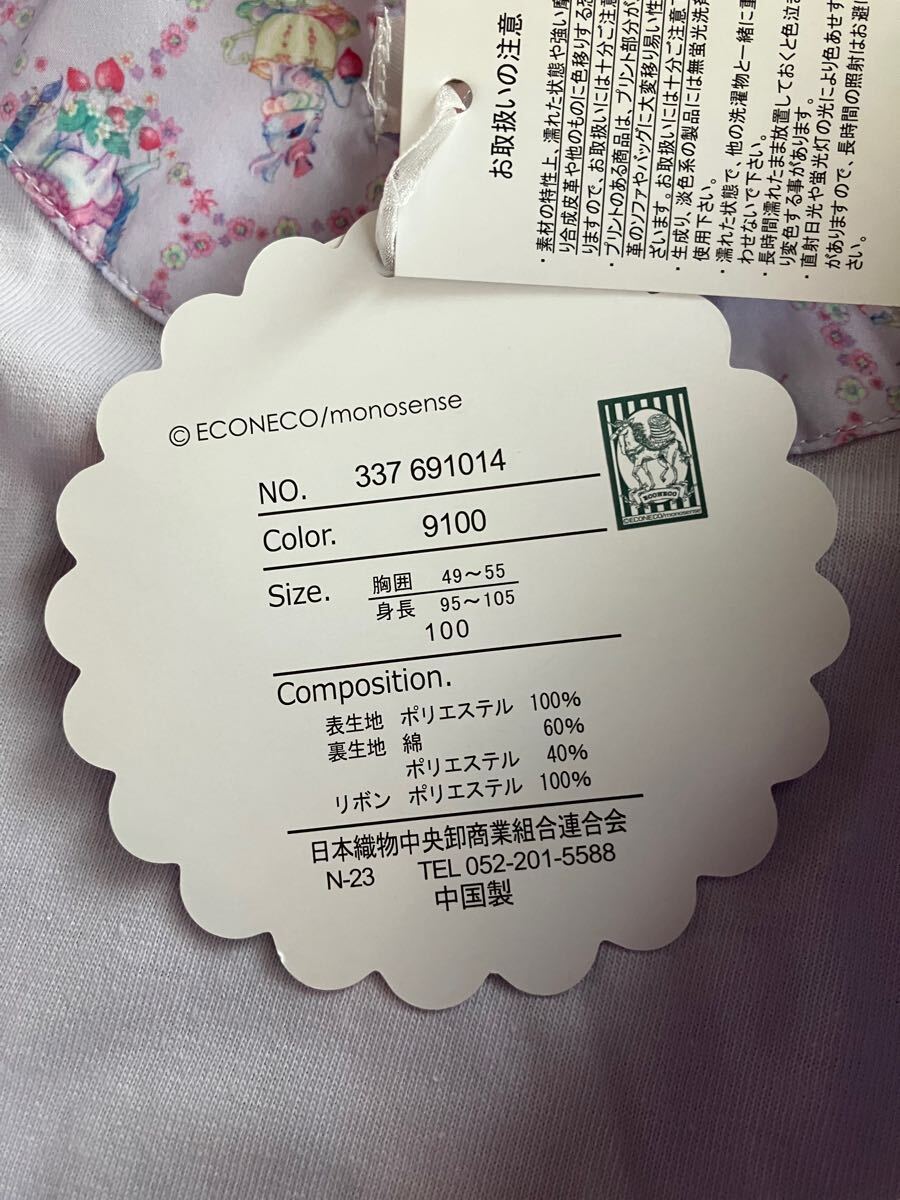 お取扱いの注意
・素材の特性上、濡れた状態や強い摩
り合成皮革や他のものに色移りする恐
りますので、お取扱いには十分ご注意
・プリントのある商品は、プリント部分が
革のソファやバッグに大変移り易い性
ざいます。お取扱いには十分ご注意下
・生成り、淡色系の製品には無蛍光洗剤
使用下さい。
・濡れた状態で、他の洗濯物と一緒に重
わせないで下さい。
・長時間濡れたまま放置しておくと色泣
り変色する事があります。
・直射日光や蛍光灯の光により色あせす
がありますので、長時間の照射はお避け
さい。
© ECONECO/monosense
NO. 337 691014
Color. 9100
Size. 胸囲 49～55
身長 95～105
100
Composition.
表生地 ポリエステル 100%
裏生地 綿 60%
ポリエステル 40%
リボン ポリエステル 100%
日本織物中央卸商業組合連合会
N-23 TEL 052-201-5588
中国製
ECONECO
©ECONECO/monosense